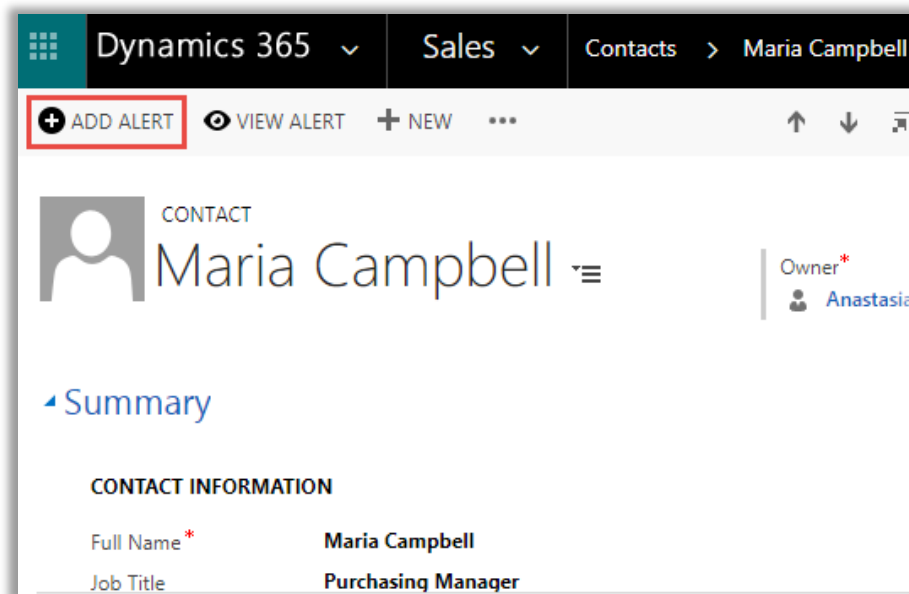 Dynamics 365 Sales Contacts > Maria Campbell
ADD ALERT VIEW ALERT NEW •••
CONTACT
Maria Campbell
Owner*
Anastasia
Summary
CONTACT INFORMATION
Full Name* Maria Campbell
Job Title Purchasing Manager